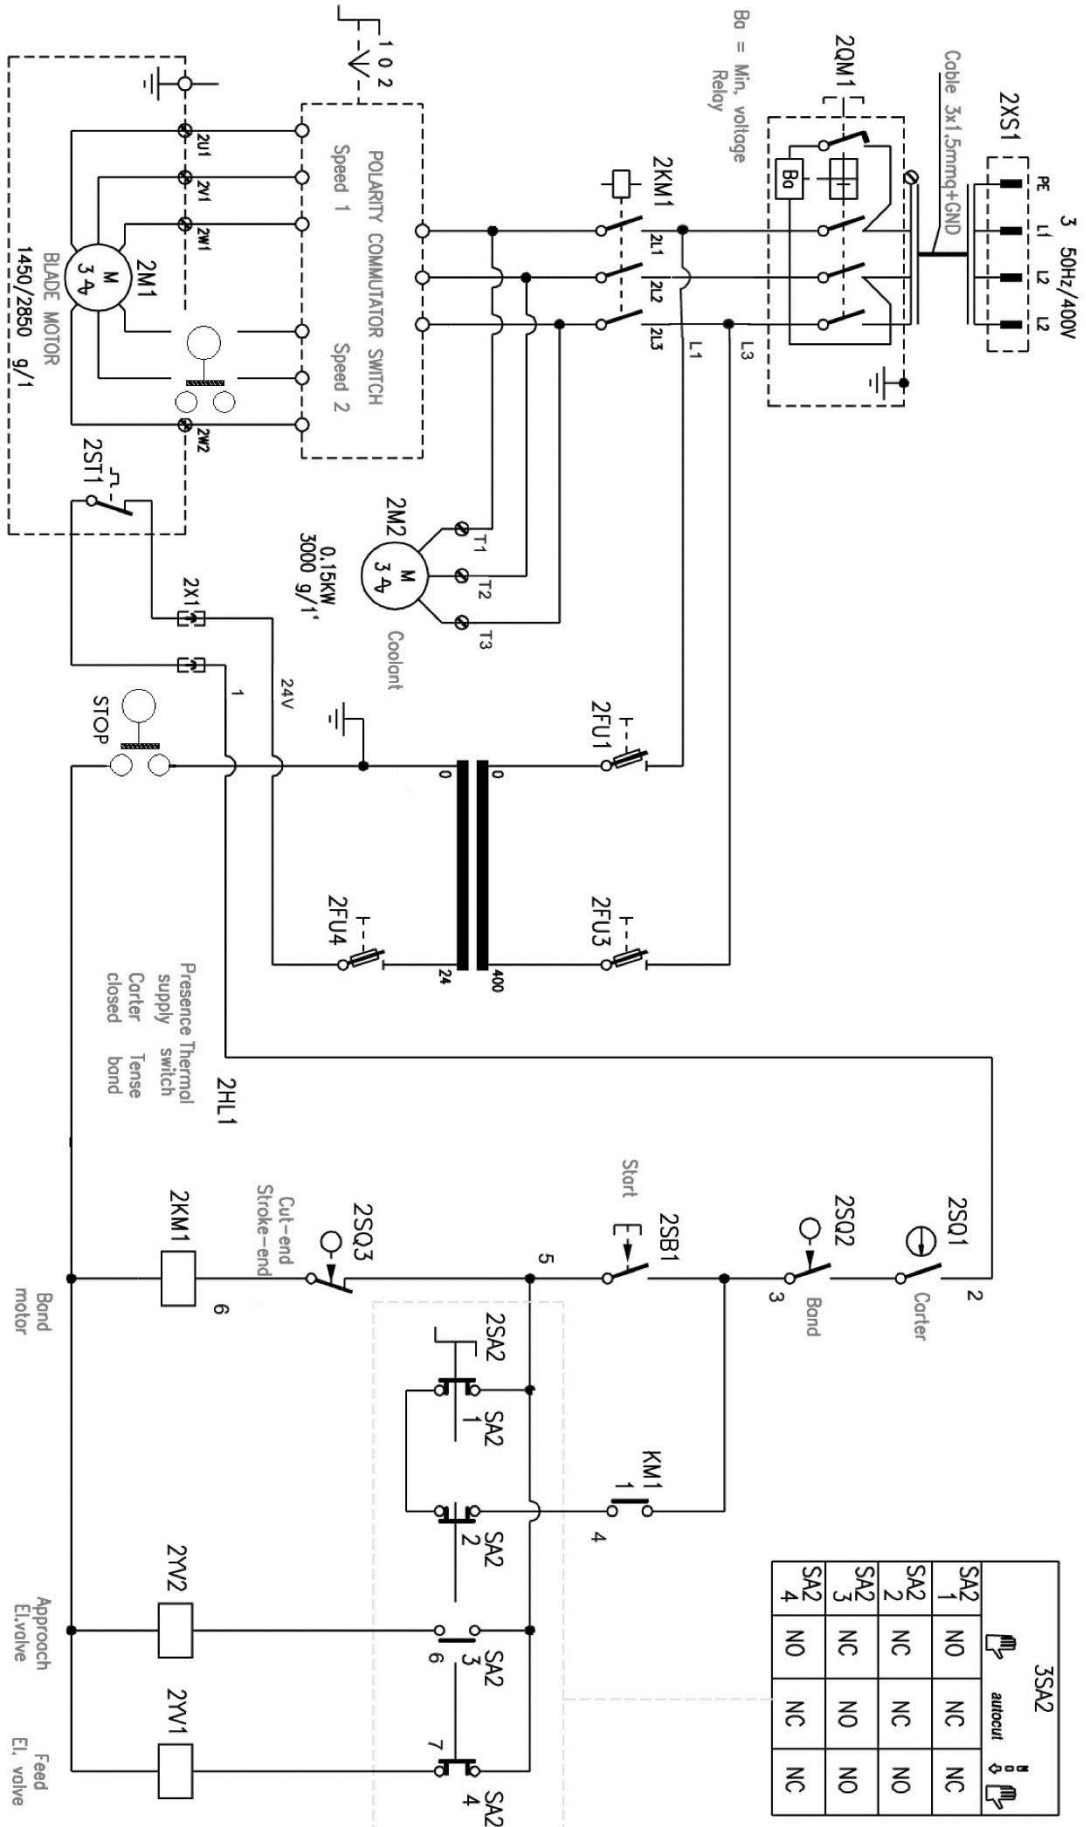 2XS1
3 50Hz/400V
PE
L1
L2
L2
Cable 3x1.5mmq+GND
2QM1
Ba
Ba = Min. voltage
Relay
2KM1
2L1
2L2
2L3
L1
L3
1 0 2
POLARITY COMMUTATOR SWITCH
Speed 1
Speed 2
2U1
2V1
2W1
2W2
M
3
2M1
BLADE MOTOR
1450/2850 g/1
2ST1
2M2
M
3
T1
T2
T3
0.15KW
3000 g/1'
Coolant
2X1
24V
1
STOP
2FU1
2FU3
2FU4
0
0
24
400
Presence Thermal
supply switch
Carter Tense
closed band
2HL1
2SQ1
Carter
2
2SQ2
Band
3
2SB1
Start
5
2SQ3
Cut-end
Stroke-end
6
2KM1
Band
motor
2SA2
SA2
1
SA2
2
KM1
1
4
SA2
3
6
SA2
4
7
2YV2
Approach
El.valve
2YV1
Feed
El. valve
3SA2
autocut
M
O
D
SA2 1 NO NC NC
SA2 2 NC NC NO
SA2 3 NC NO NO
SA2 4 NO NC NC